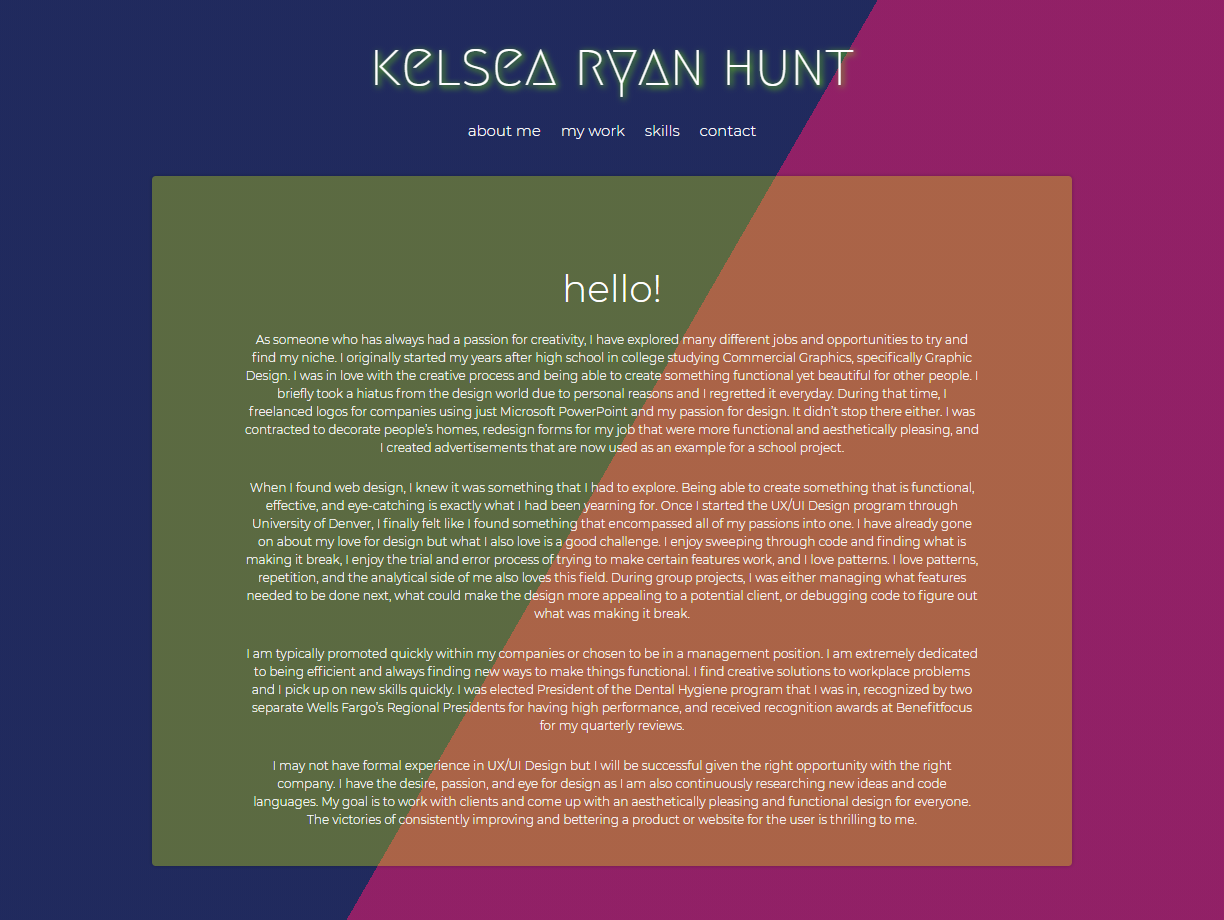 KELSEA RYAN HUNT
about me my work skills contact
hello!
As someone who has always had a passion for creativity, I have explored many different jobs and opportunities to try and
find my niche. I originally started my years after high school in college studying Commercial Graphics, specifically Graphic
Design. I was in love with the creative process and being able to create something functional yet beautiful for other people. I
briefly took a hiatus from the design world due to personal reasons and I regretted it everyday. During that time, I
freelanced logos for companies using just Microsoft PowerPoint and my passion for design. It didn't stop there either. I was
contracted to decorate people's homes, redesign forms for my job that were more functional and aesthetically pleasing, and
I created advertisements that are now used as an example for a school project.
When I found web design, I knew it was something that I had to explore. Being able to create something that is functional,
effective, and eye-catching is exactly what I had been yearning for. Once I started the UX/UI Design program through
University of Denver, I finally felt like I found something that encompassed all of my passions into one. I have already gone
on about my love for design but what I also love is a good challenge. I enjoy sweeping through code and finding what is
making it break, I enjoy the trial and error process of trying to make certain features work, and I love patterns. I love patterns,
repetition, and the analytical side of me also loves this field. During group projects, I was either managing what features
needed to be done next, what could make the design more appealing to a potential client, or debugging code to figure out
what was making it break.
I am typically promoted quickly within my companies or chosen to be in a management position. I am extremely dedicated
to being efficient and always finding new ways to make things functional. I find creative solutions to workplace problems
and I pick up on new skills quickly. I was elected President of the Dental Hygiene program that I was in, recognized by two
separate Wells Fargo's Regional Presidents for having high performance, and received recognition awards at Benefitfocus
for my quarterly reviews.
I may not have formal experience in UX/UI Design but I will be successful given the right opportunity with the right
company. I have the desire, passion, and eye for design as I am also continuously researching new ideas and code
languages. My goal is to work with clients and come up with an aesthetically pleasing and functional design for everyone.
The victories of consistently improving and bettering a product or website for the user is thrilling to me.